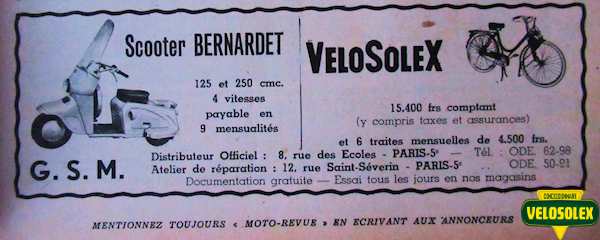 Scooter BERNARDET
125 et 250 cmc.
4 vitesses
payable en
9 mensualités
G. S. M.
VELOSOLEX
15.400 frs comptant
(y compris taxes et assurances)
et 6 traites mensuelles de 4.500 frs.
Distributeur Officiel : 8, rue des Ecoles - PARIS-5e — Tél. : ODE. 62-98
Atelier de réparation : 12, rue Saint-Séverin - PARIS-5e .. .. ODE. 50-21
Documentation gratuite — Essai tous les jours en nos magasins
MENTIONNEZ TOUJOURS « MOTO-REVUE » EN ECRIVANT AUX ANNONCEURS
CONCESSIONNAIRE
VELOSOLEX